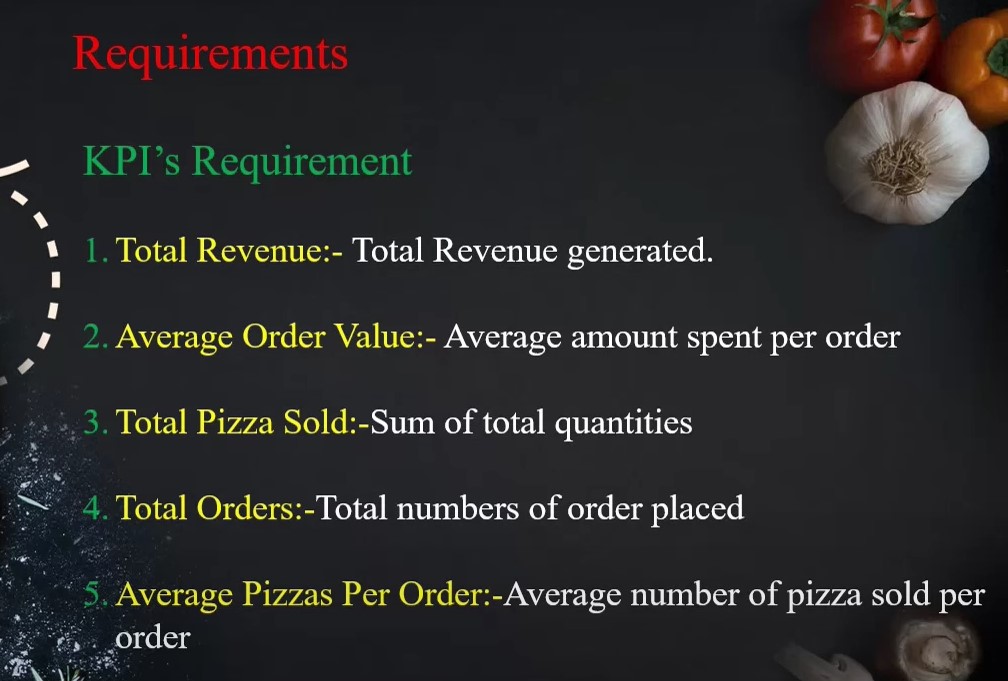 Requirements
KPI’s Requirement
1. Total Revenue:- Total Revenue generated.
2. Average Order Value:- Average amount spent per order
3. Total Pizza Sold:-Sum of total quantities
4. Total Orders:-Total numbers of order placed
5. Average Pizzas Per Order:-Average number of pizza sold per
order